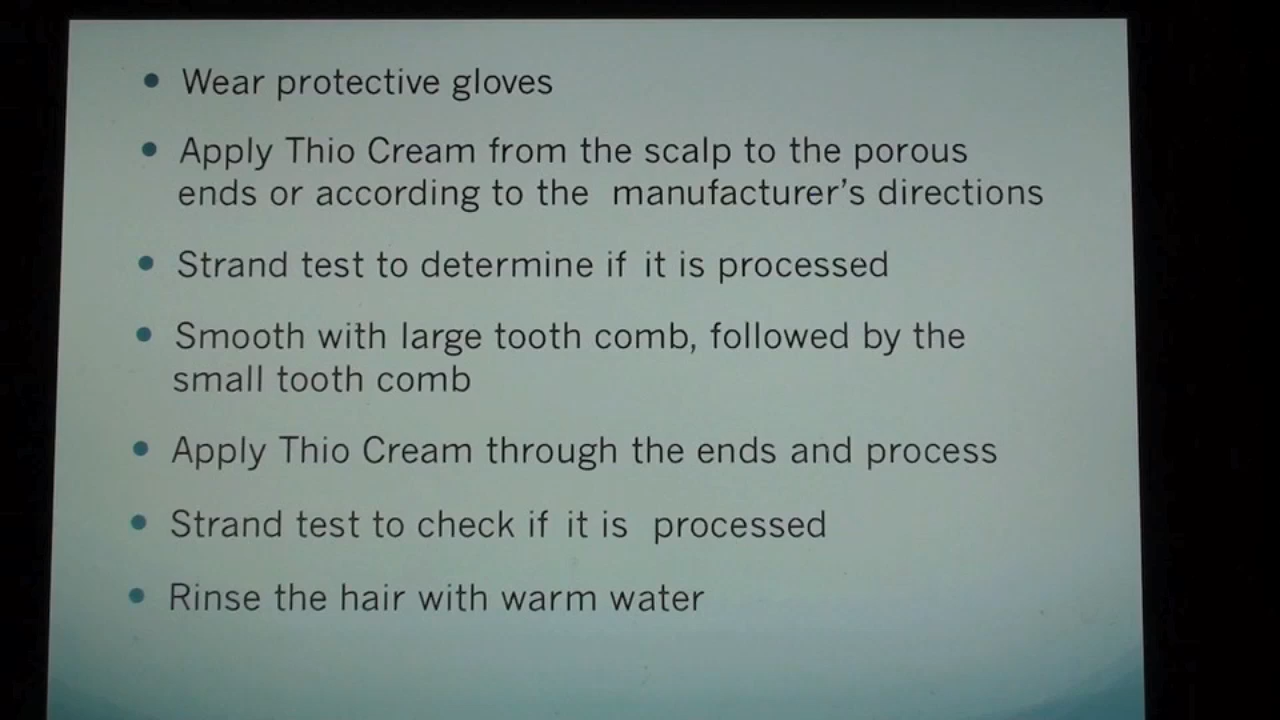 • Wear protective gloves
• Apply Thio Cream from the scalp to the porous
ends or according to the manufacturer's directions
• Strand test to determine if it is processed
• Smooth with large tooth comb, followed by the
small tooth comb
• Apply Thio Cream through the ends and process
• Strand test to check if it is processed
• Rinse the hair with warm water